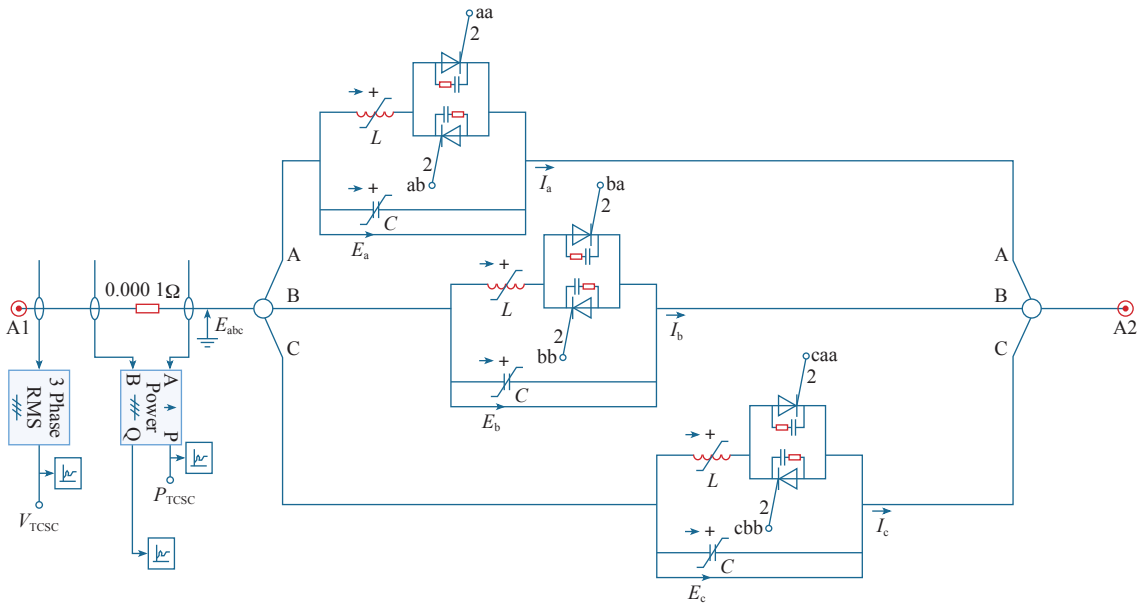 aa
2
+
L
2
ab
+
C
E_a
I_a
ba
2
+
L
2
bb
+
C
E_b
I_b
caa
2
+
L
2
cbb
+
C
E_c
I_c
A
B
C
A
B
C
A1
0.000 1Ω
E_abc
A2
3 Phase
RMS
V_TCSC
A
B
Power
P
Q
P_TCSC